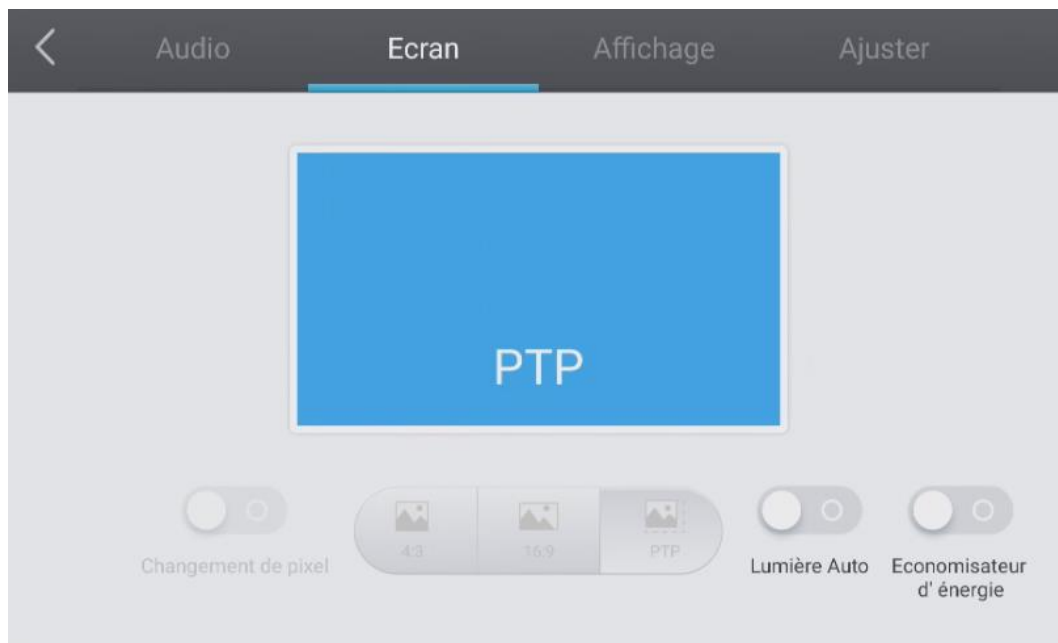 Audio
Ecran
Affichage
Ajuster
PTP
4:3
16:9
PTP
Changement de pixel
Lumière Auto
Economisateur
d' énergie